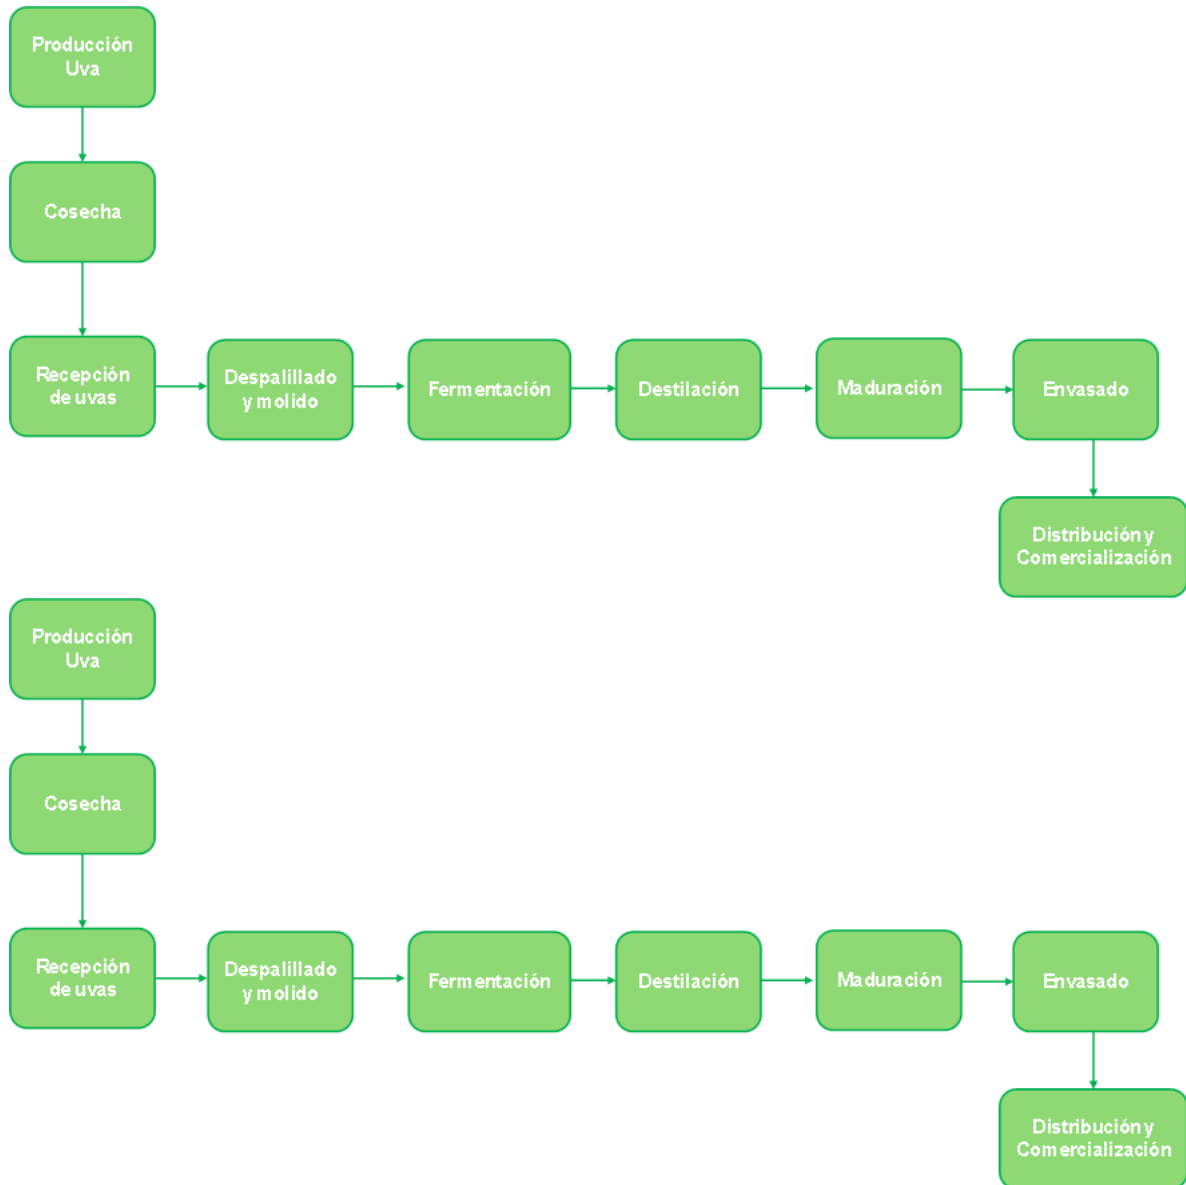 Producción
Uva
Cosecha
Recepción
de uvas
Despalillado
y molido
Fermentación
Destilación
Maduración
Envasado
Distribución y
Comercialización
Producción
Uva
Cosecha
Recepción
de uvas
Despalillado
y molido
Fermentación
Destilación
Maduración
Envasado
Distribución y
Comercialización